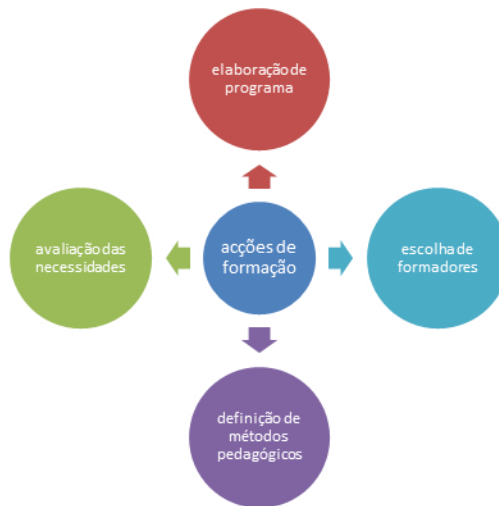 elaboração de
programa
avaliação das
necessidades
acções de
formação
escolha de
formadores
definição de
métodos
pedagógicos